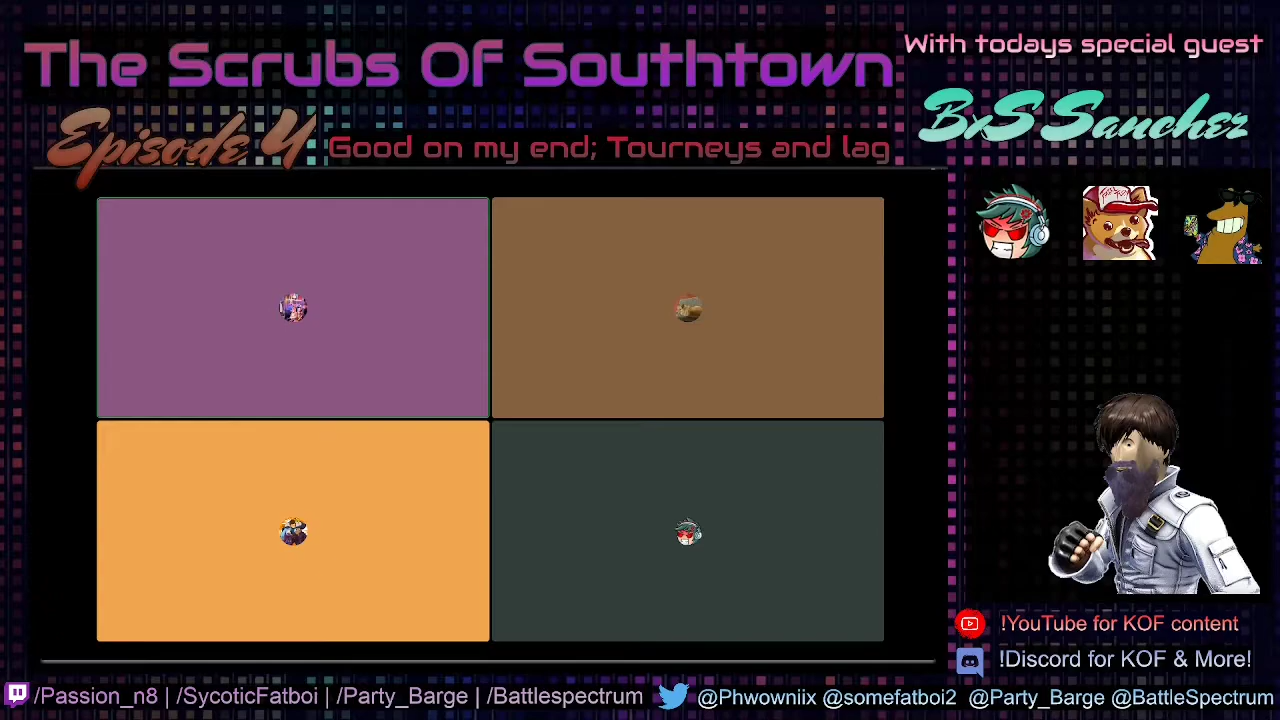 The Scrubs Of Southtown
With todays special guest
BxS Sanchez
Episode 4
Good on my end; Tourneys and lag
!YouTube for KOF content
!Discord for KOF & More!
/Passion_n8 | /SycoticFatboi | /Party_Barge | /Battlespectrum
@Phwowniix @somefatboi2 @Party_Barge @BattleSpectrum